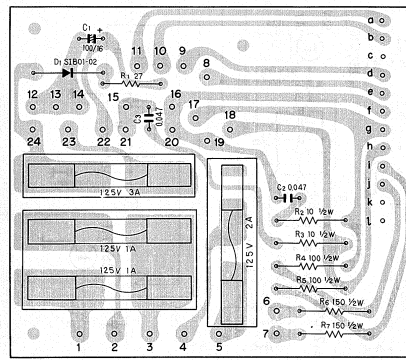 a
C1 +
100/16
11 10 9
b
c
D1 SIB01-02
8
d
R1 27
e
12 13 14 15 16
f
C3 0.047
17 18
g
24 23 22 21 20 19
h
i
125V 3A
j
C2 0.047
k
R2 10 ½W
l
125V 2A
R3 10 ½W
125V 1A
R4 100 ½W
125V 1A
R5 100 ½W
6
R6 150 ½W
7
R7 150 ½W
1 2 3 4 5